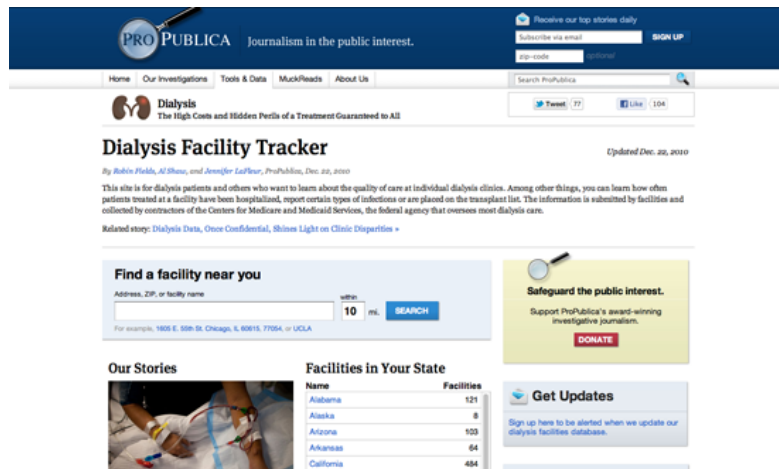 PROPUBLICA Journalism in the public interest.
Receive our top stories daily
Subscribe via email SIGN UP
zip-code optional
Home Our Investigations Tools & Data MuckReads About Us
Search ProPublica
Dialysis
The High Costs and Hidden Perils of a Treatment Guaranteed to All
Tweet 77 Like 104
Dialysis Facility Tracker
Updated Dec. 22, 2010
By Robin Fields, Al Shaw, and Jennifer LaFleur, ProPublica, Dec. 22, 2010
This site is for dialysis patients and others who want to learn about the quality of care at individual dialysis clinics. Among other things, you can learn how often
patients treated at a facility have been hospitalized, report certain types of infections or are placed on the transplant list. The information is submitted by facilities and
collected by contractors of the Centers for Medicare and Medicaid Services, the federal agency that oversees most dialysis care.
Related story: Dialysis Data, Once Confidential, Shines Light on Clinic Disparities »
Find a facility near you
Address, ZIP, or facility name within
10 mi. SEARCH
For example, 1605 E. 55th St, Chicago, IL 60615, 77054, or UCLA
Safeguard the public interest.
Support ProPublica's award-winning
investigative journalism.
DONATE
Our Stories
Facilities in Your State
Name Facilities
Alabama 121
Alaska 8
Arizona 103
Arkansas 64
California 484
Get Updates
Sign up here to be alerted when we update our
dialysis facilities database.